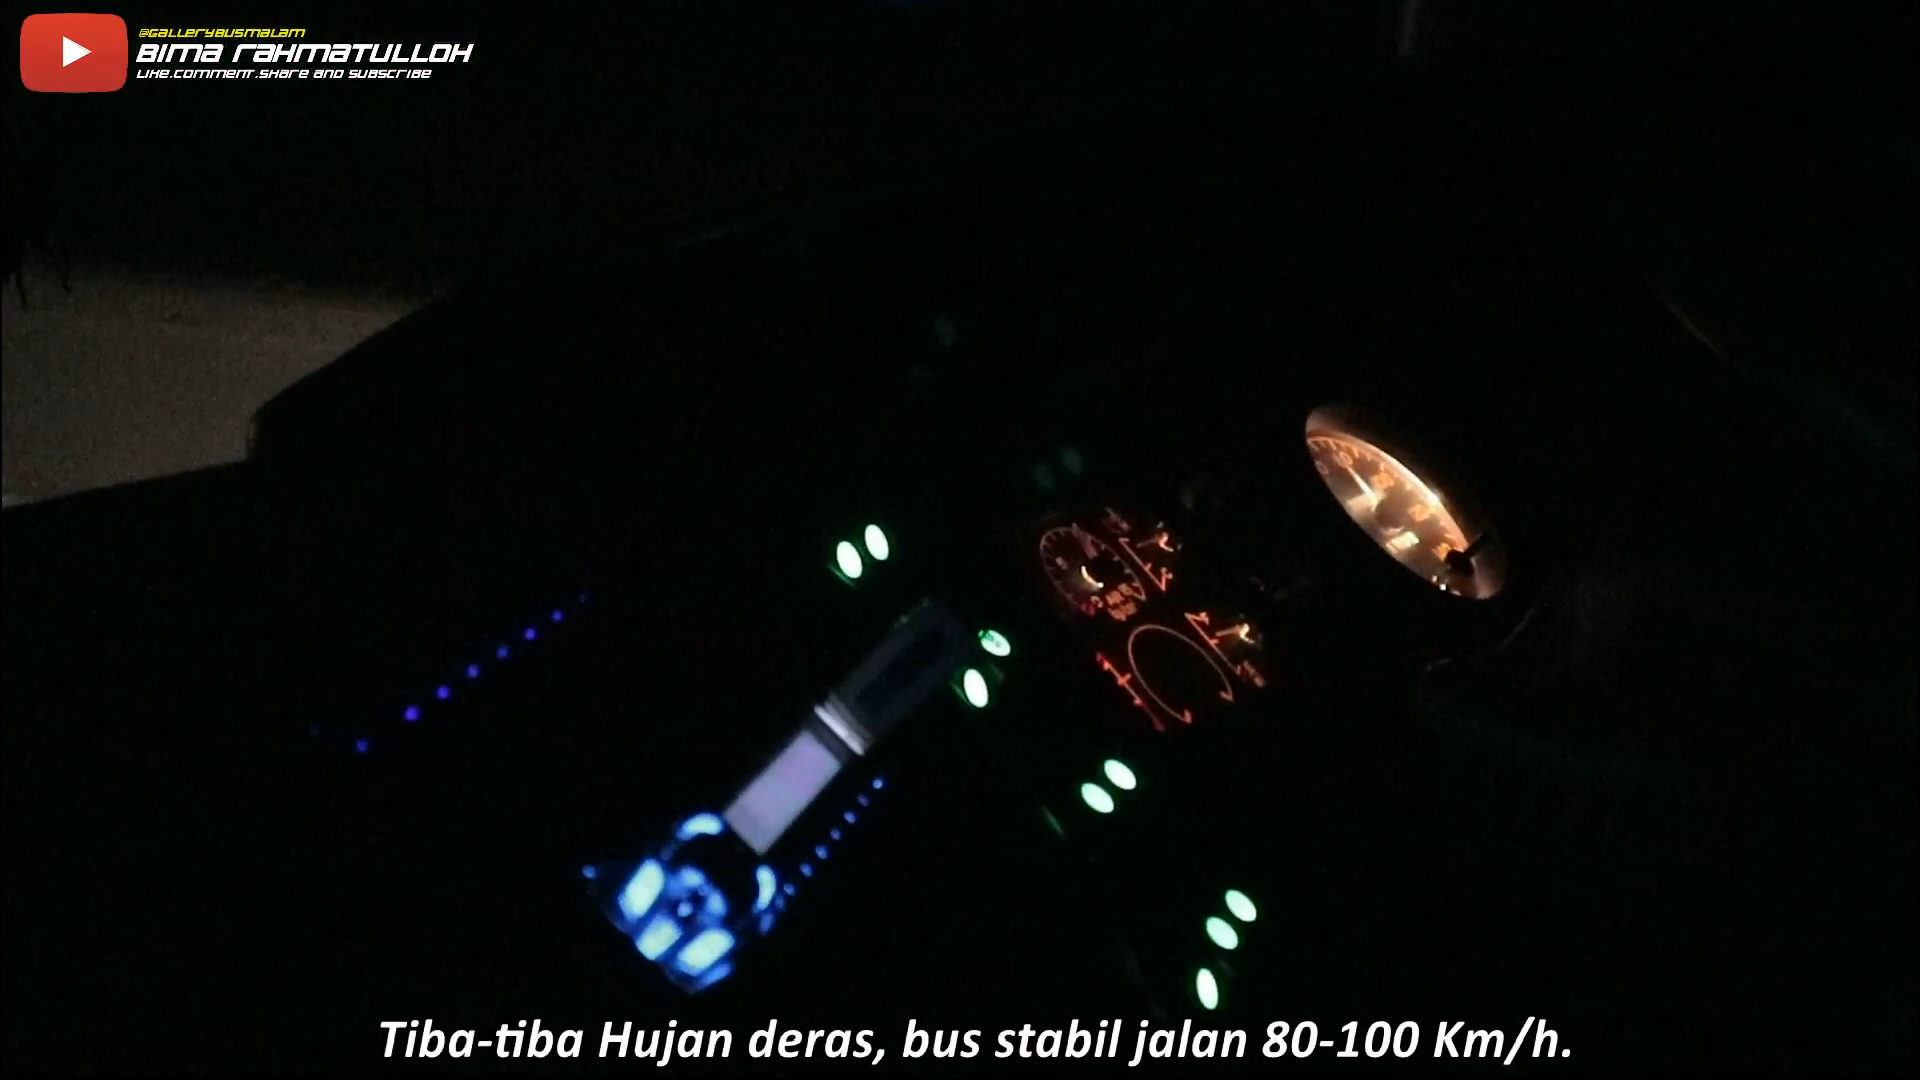 @GALLERYBUSMALAM
BIMA RAHMATULLOH
LIKE.COMMENT.SHARE AND SUBSCRIBE
Tiba-tiba Hujan deras, bus stabil jalan 80-100 Km/h.